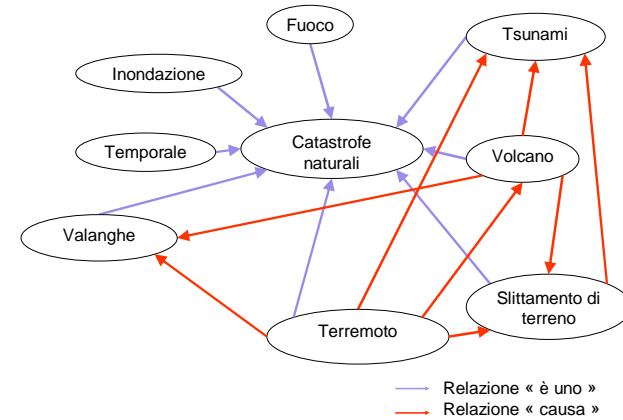 Fuoco
Tsunami
Inondazione
Catastrofe
naturali
Temporale
Volcano
Valanghe
Slittamento di
terreno
Terremoto
Relazione « è uno »
Relazione « causa »